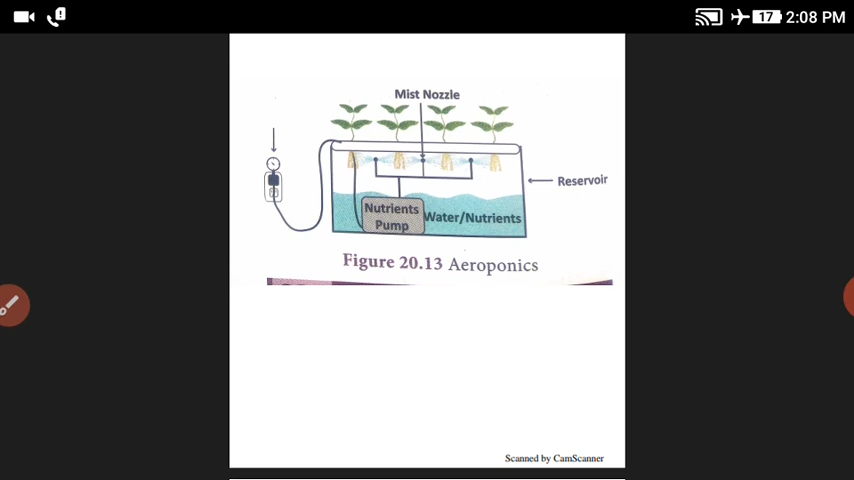 17 2:08 PM
Mist Nozzle
Reservoir
Nutrients
Pump
Water/Nutrients
Figure 20.13 Aeroponics
Scanned by CamScanner